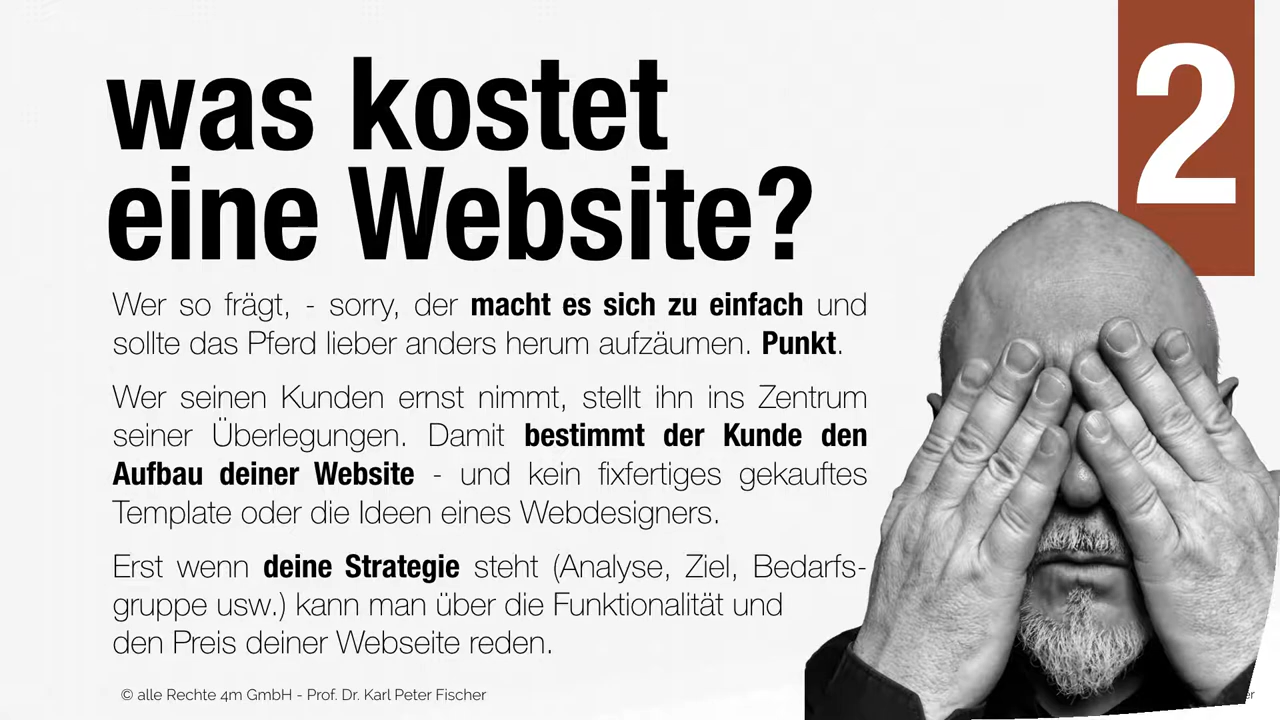 was kostet
eine Website?
2
Wer so frägt, - sorry, der macht es sich zu einfach und
sollte das Pferd lieber anders herum aufzäumen. Punkt.
Wer seinen Kunden ernst nimmt, stellt ihn ins Zentrum
seiner Überlegungen. Damit bestimmt der Kunde den
Aufbau deiner Website - und kein fixfertiges gekauftes
Template oder die Ideen eines Webdesigners.
Erst wenn deine Strategie steht (Analyse, Ziel, Bedarfs-
gruppe usw.) kann man über die Funktionalität und
den Preis deiner Webseite reden.
© alle Rechte 4m GmbH - Prof. Dr. Karl Peter Fischer